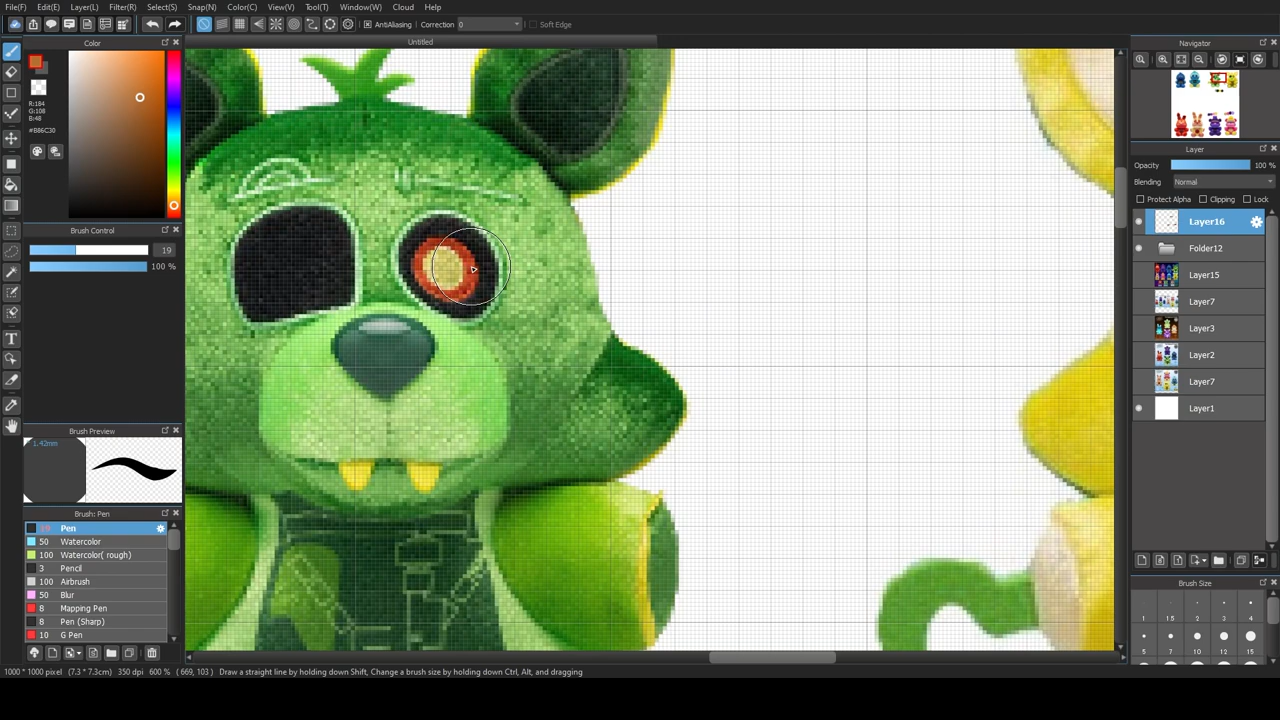 File(F) Edit(E) Layer(L) Filter(R) Select(S) Snap(N) Color(C) View(V) Tool(T) Window(W) Cloud Help
AntiAliasing Correction 0 Soft Edge
Color
Untitled
Navigator
R:184
G:108
B:48
#B86C30
Layer
Opacity 100 %
Blending Normal
Protect Alpha Clipping Lock
Layer16
Folder12
Layer15
Layer7
Layer3
Layer2
Layer7
Layer1
Brush Control
19
100 %
Brush Preview
1.42mm
Brush: Pen
19 Pen
50 Watercolor
100 Watercolor( rough)
3 Pencil
100 Airbrush
50 Blur
8 Mapping Pen
8 Pen (Sharp)
10 G Pen
Brush Size
1 1.5 2 3 4
5 7 10 12 15
1000 * 1000 pixel (7.3 * 7.3cm) 350 dpi 600 % ( 669, 103 ) Draw a straight line by holding down Shift, Change a brush size by holding down Ctrl, Alt, and dragging